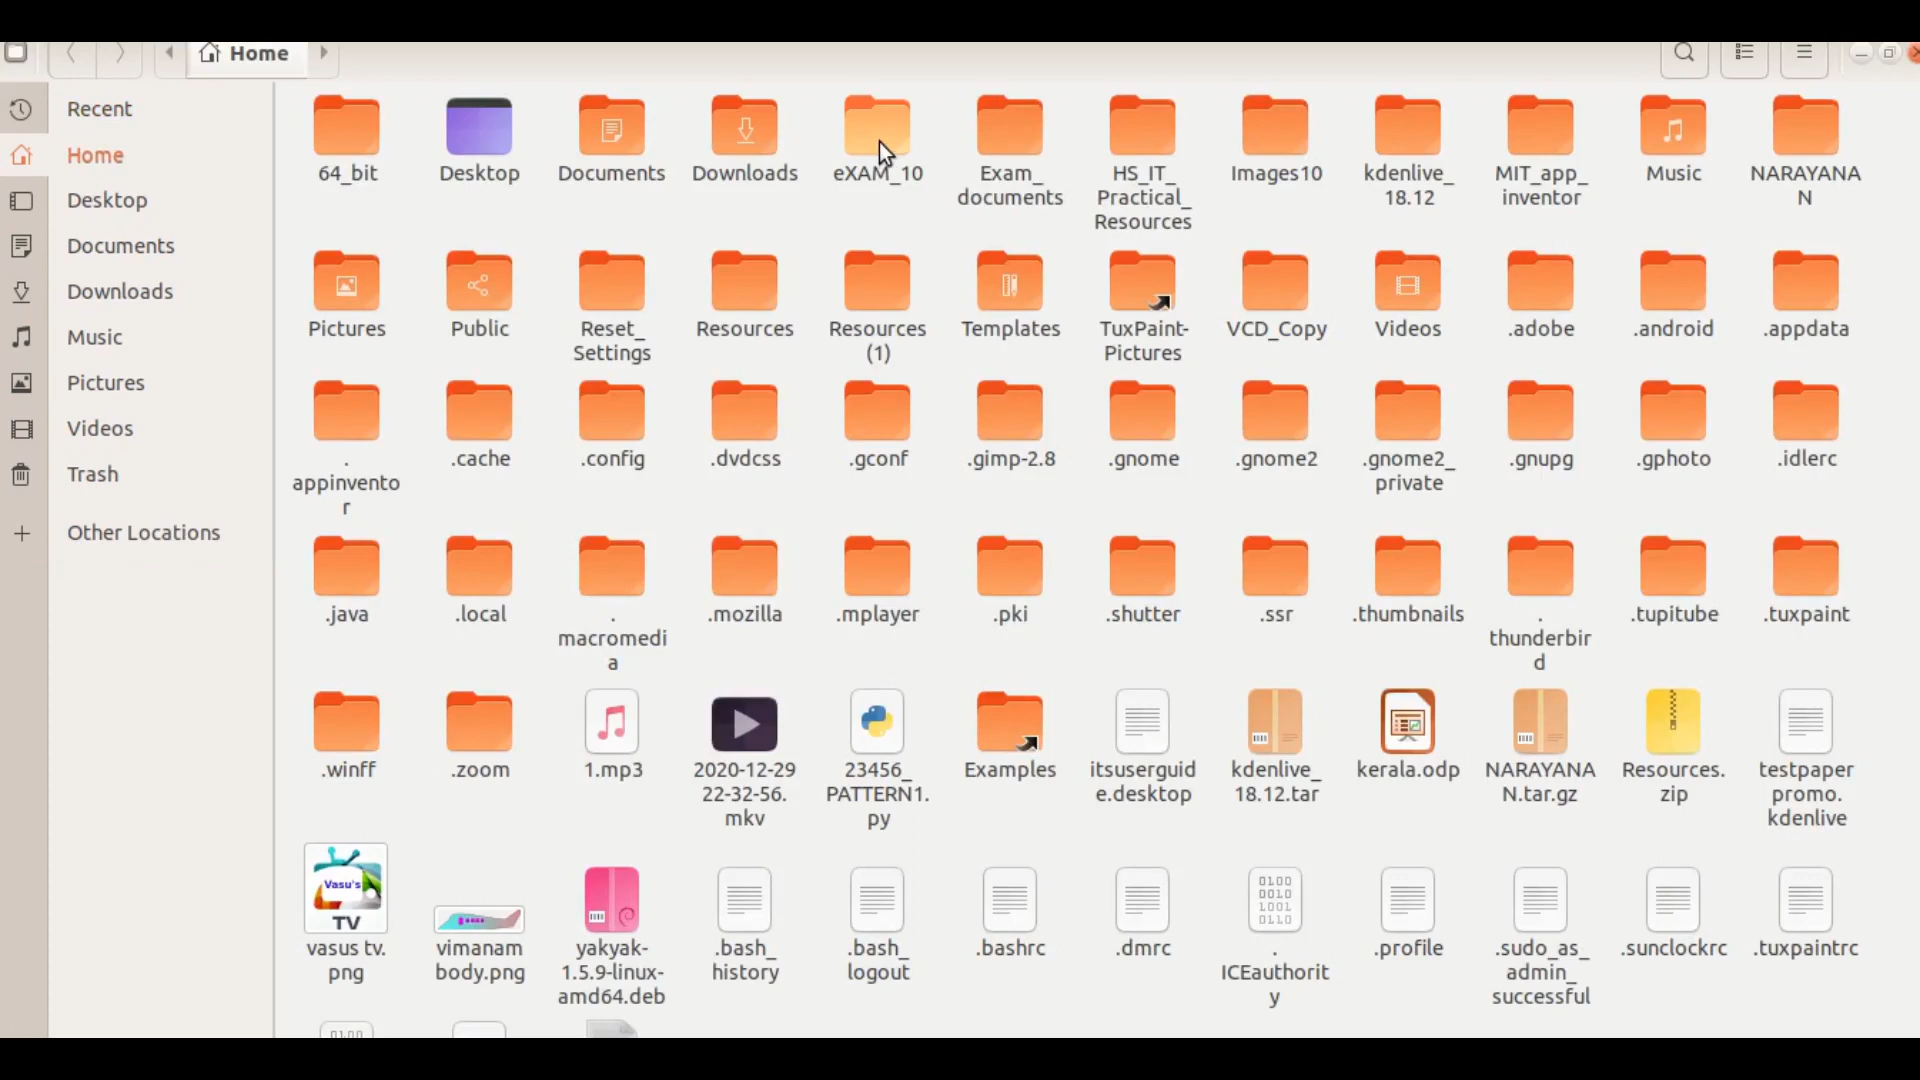 Home
Recent
Home
Desktop
Documents
Downloads
Music
Pictures
Videos
Trash
Other Locations
64_bit
Desktop
Documents
Downloads
eXAM_10
Exam_
documents
HS_IT_
Practical_
Resources
Images10
kdenlive_
18.12
MIT_app_
inventor
Music
NARAYANA
N
Pictures
Public
Reset_
Settings
Resources
Resources
(1)
Templates
TuxPaint-
Pictures
VCD_Copy
Videos
.adobe
.android
.appdata
.
appinvento
r
.cache
.config
.dvdcss
.gconf
.gimp-2.8
.gnome
.gnome2
.gnome2_
private
.gnupg
.gphoto
.idlerc
.java
.local
.
macromedi
a
.mozilla
.mplayer
.pki
.shutter
.ssr
.thumbnails
.
thunderbir
d
.tupitube
.tuxpaint
.winff
.zoom
1.mp3
2020-12-29
22-32-56.
mkv
23456_
PATTERN1.
py
Examples
itsuserguid
e.desktop
kdenlive_
18.12.tar
kerala.odp
NARAYANA
N.tar.gz
Resources.
zip
testpaper
promo.
kdenlive
Vasu's
TV
vasus tv.
png
vimanam
body.png
yakyak-
1.5.9-linux-
amd64.deb
.bash_
history
.bash_
logout
.bashrc
.dmrc
0100
0010
1001
0110
.
ICEauthorit
y
.profile
.sudo_as_
admin_
successful
.sunclockrc
.tuxpaintrc
0100